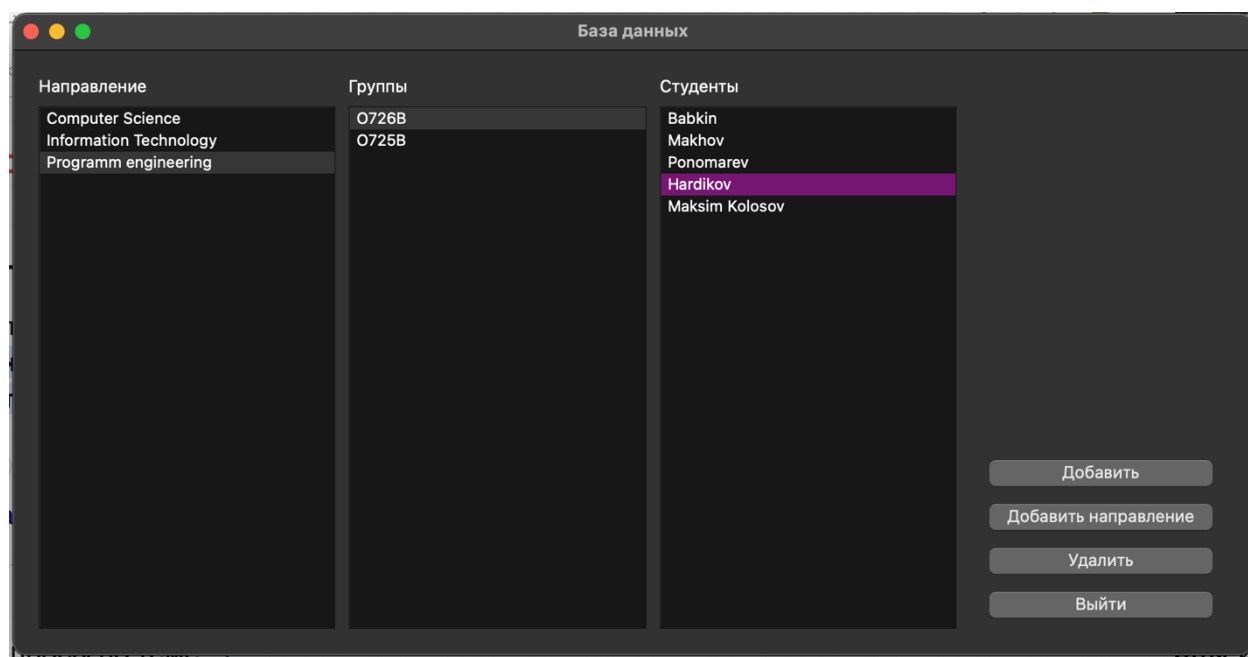 База данных
Направление
Computer Science
Information Technology
Programm engineering
Группы
O726B
O725B
Студенты
Babkin
Makhov
Ponomarev
Hardikov
Maksim Kolosov
Добавить
Добавить направление
Удалить
Выйти